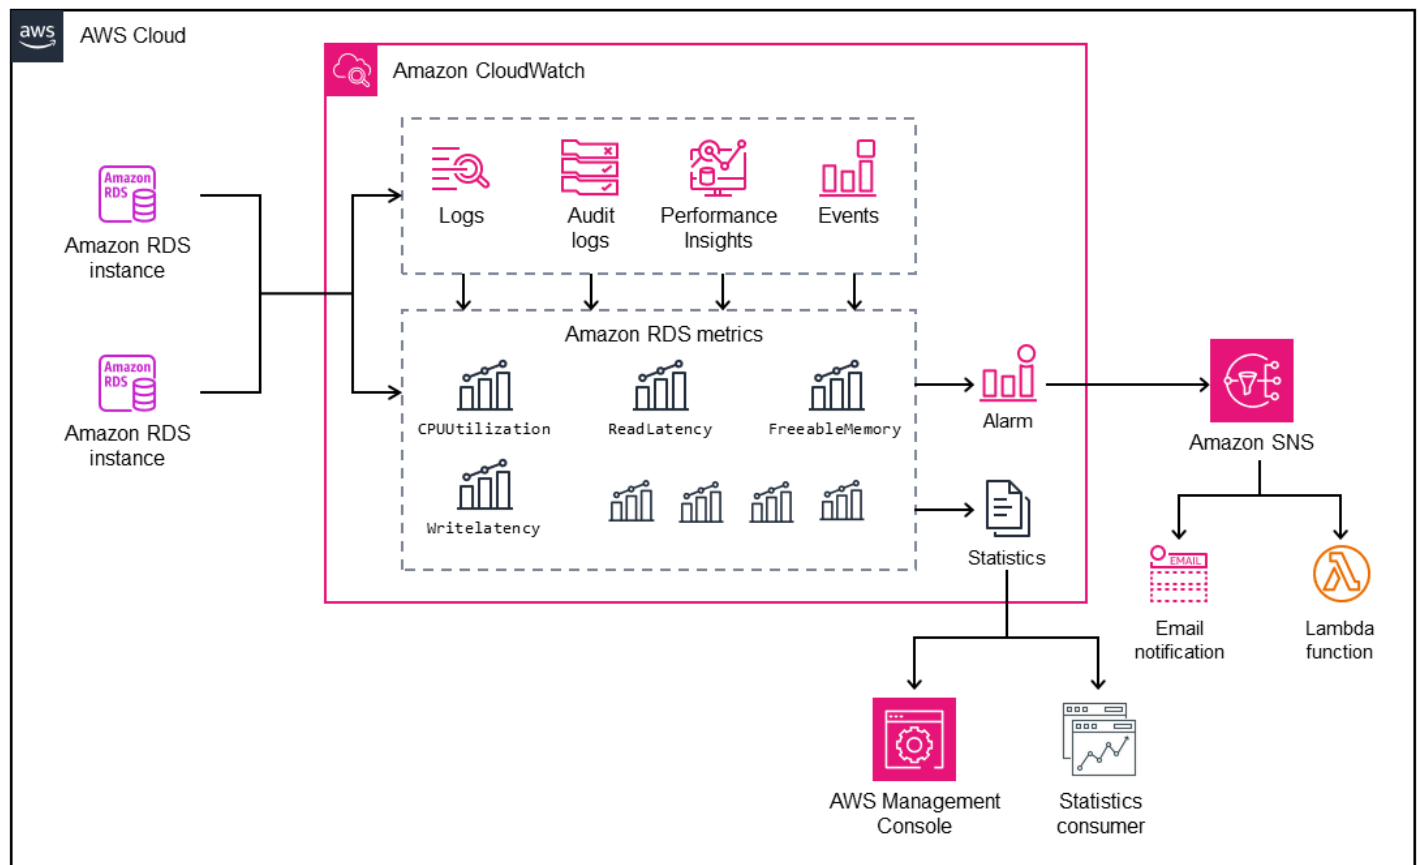 aws
AWS Cloud
Amazon CloudWatch
Logs
Audit
logs
Performance
Insights
Events
Amazon
RDS
Amazon RDS
instance
Amazon RDS metrics
CPUUtilization
ReadLatency
FreeableMemory
Writelatency
Amazon
RDS
Amazon RDS
instance
Alarm
Statistics
Amazon SNS
EMAIL
Email
notification
Lambda
function
AWS Management
Console
Statistics
consumer